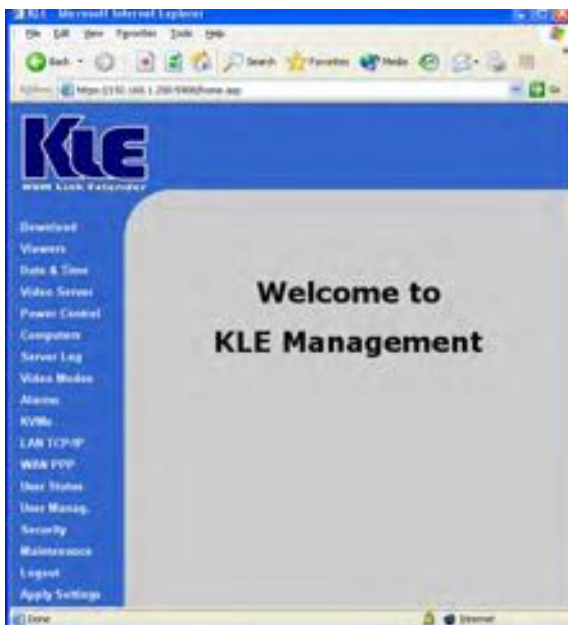 KLE - Microsoft Internet Explorer
File Edit View Favorites Tools Help
Back Search Favorites Media
Address Go
KLE
KVM Link Extender
Download
Viewers
Date & Time
Video Server
Power Control
Computers
Server Log
Video Modes
Alarms
KVMs
LAN TCP/IP
WAN PPP
User Status
User Manag.
Security
Maintenance
Logout
Apply Settings
Welcome to
KLE Management
Done Internet